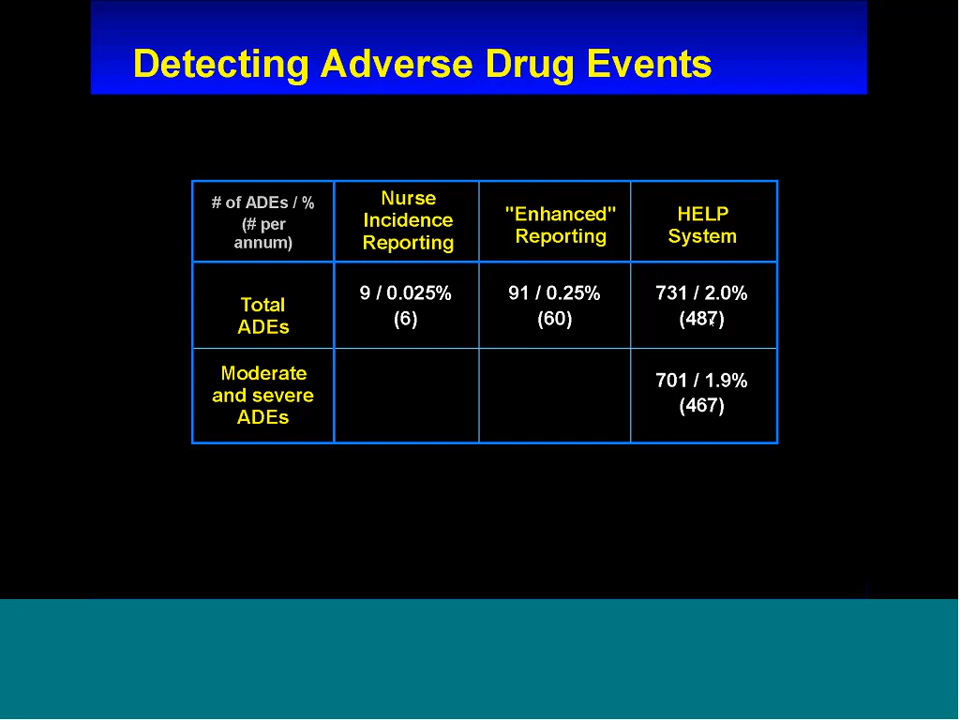 Detecting Adverse Drug Events
# of ADEs / %
(# per
annum)
Nurse
Incidence
Reporting
"Enhanced"
Reporting
HELP
System
Total
ADEs
9 / 0.025%
(6)
91 / 0.25%
(60)
731 / 2.0%
(487)
Moderate
and severe
ADEs
701 / 1.9%
(467)